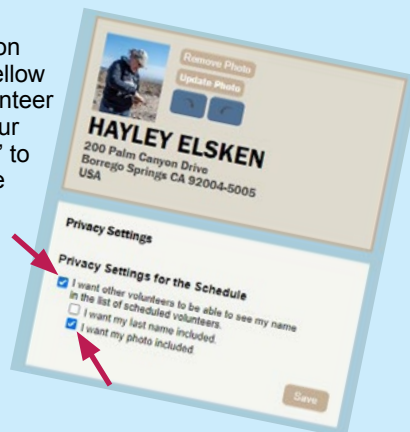 on
ellow
nteer
ur
” to
e
Remove Photo
Update Photo
HAYLEY ELSKEN
200 Palm Canyon Drive
Borrego Springs CA 92004-5005
USA
Privacy Settings
Privacy Settings for the Schedule
I want other volunteers to be able to see my name
in the list of scheduled volunteers.
I want my last name included.
I want my photo included.
Save